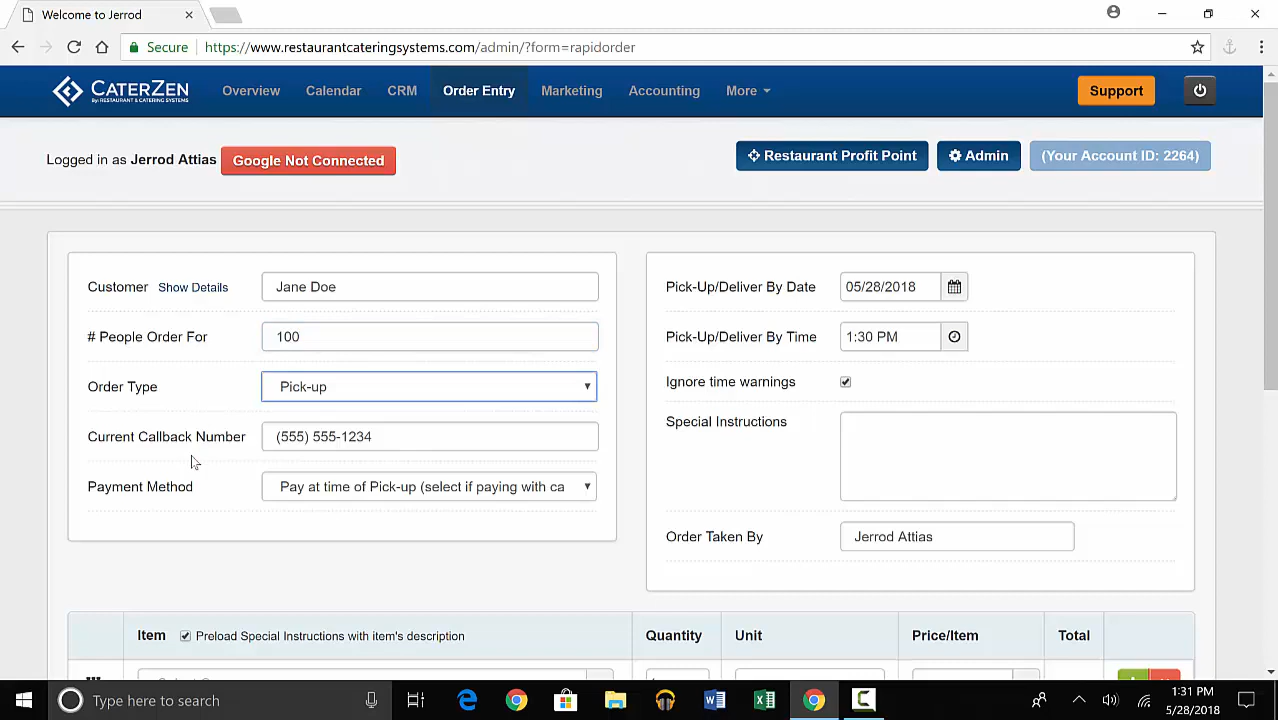 Welcome to Jerrod
Secure
https://www.restaurantcateringsystems.com/admin/?form=rapidorder
CATERZEN
By: RESTAURANT & CATERING SYSTEMS
Overview
Calendar
CRM
Order Entry
Marketing
Accounting
More
Support
Logged in as Jerrod Attias
Google Not Connected
Restaurant Profit Point
Admin
(Your Account ID: 2264)
Customer Show Details
Jane Doe
# People Order For
100
Order Type
Pick-up
Current Callback Number
(555) 555-1234
Payment Method
Pay at time of Pick-up (select if paying with ca
Pick-Up/Deliver By Date
05/28/2018
Pick-Up/Deliver By Time
1:30 PM
Ignore time warnings
Special Instructions
Order Taken By
Jerrod Attias
Item
Preload Special Instructions with item's description
Quantity
Unit
Price/Item
Total
Type here to search
1:31 PM
5/28/2018